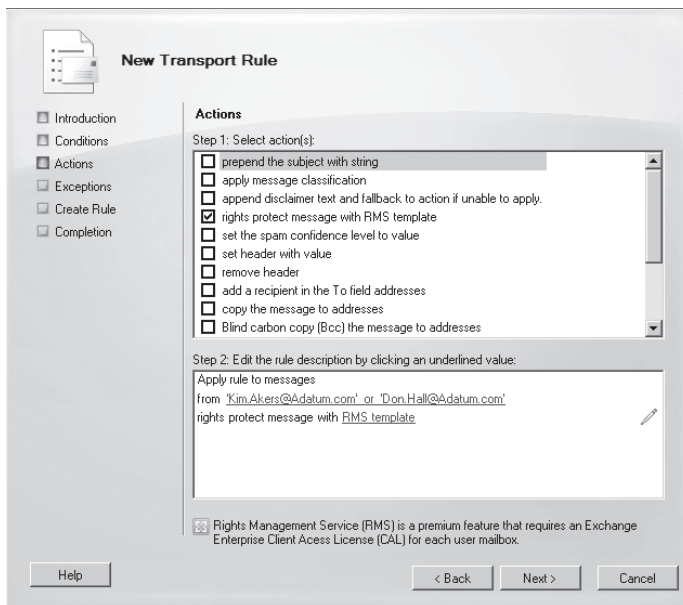 New Transport Rule
Introduction
Conditions
Actions
Exceptions
Create Rule
Completion
Actions
Step 1: Select action(s):
prepend the subject with string
apply message classification
append disclaimer text and fallback to action if unable to apply.
rights protect message with RMS template
set the spam confidence level to value
set header with value
remove header
add a recipient in the To field addresses
copy the message to addresses
Blind carbon copy (Bcc) the message to addresses
Step 2: Edit the rule description by clicking an underlined value:
Apply rule to messages
from 'Kim.Akers@Adatum.com' or 'Don.Hall@Adatum.com'
rights protect message with RMS template
Rights Management Service (RMS) is a premium feature that requires an Exchange
Enterprise Client Acess License (CAL) for each user mailbox.
Help
< Back
Next >
Cancel